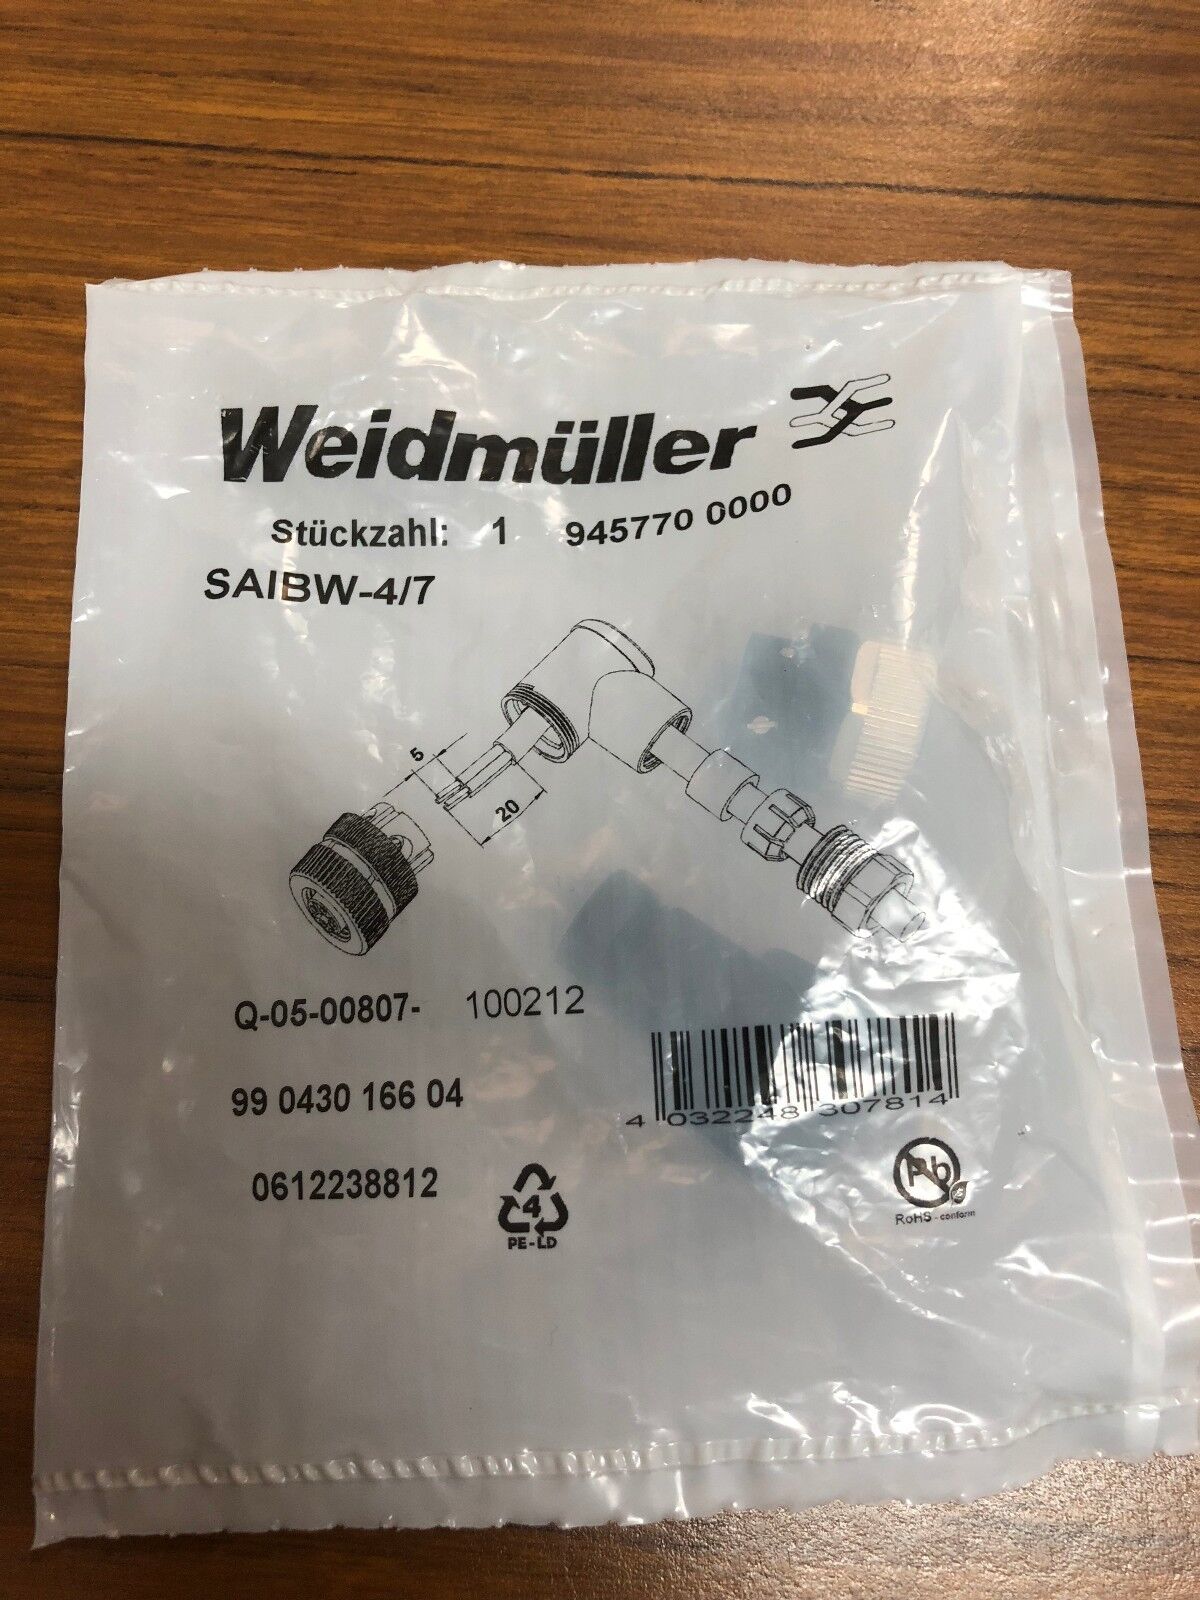 Weidmüller
Stückzahl: 1 945770 0000
SAIBW-4/7
5
20
Q-05-00807- 100212
99 0430 166 04
4 032248 307814
0612238812
4
PE-LD
Pb
RoHS - conform